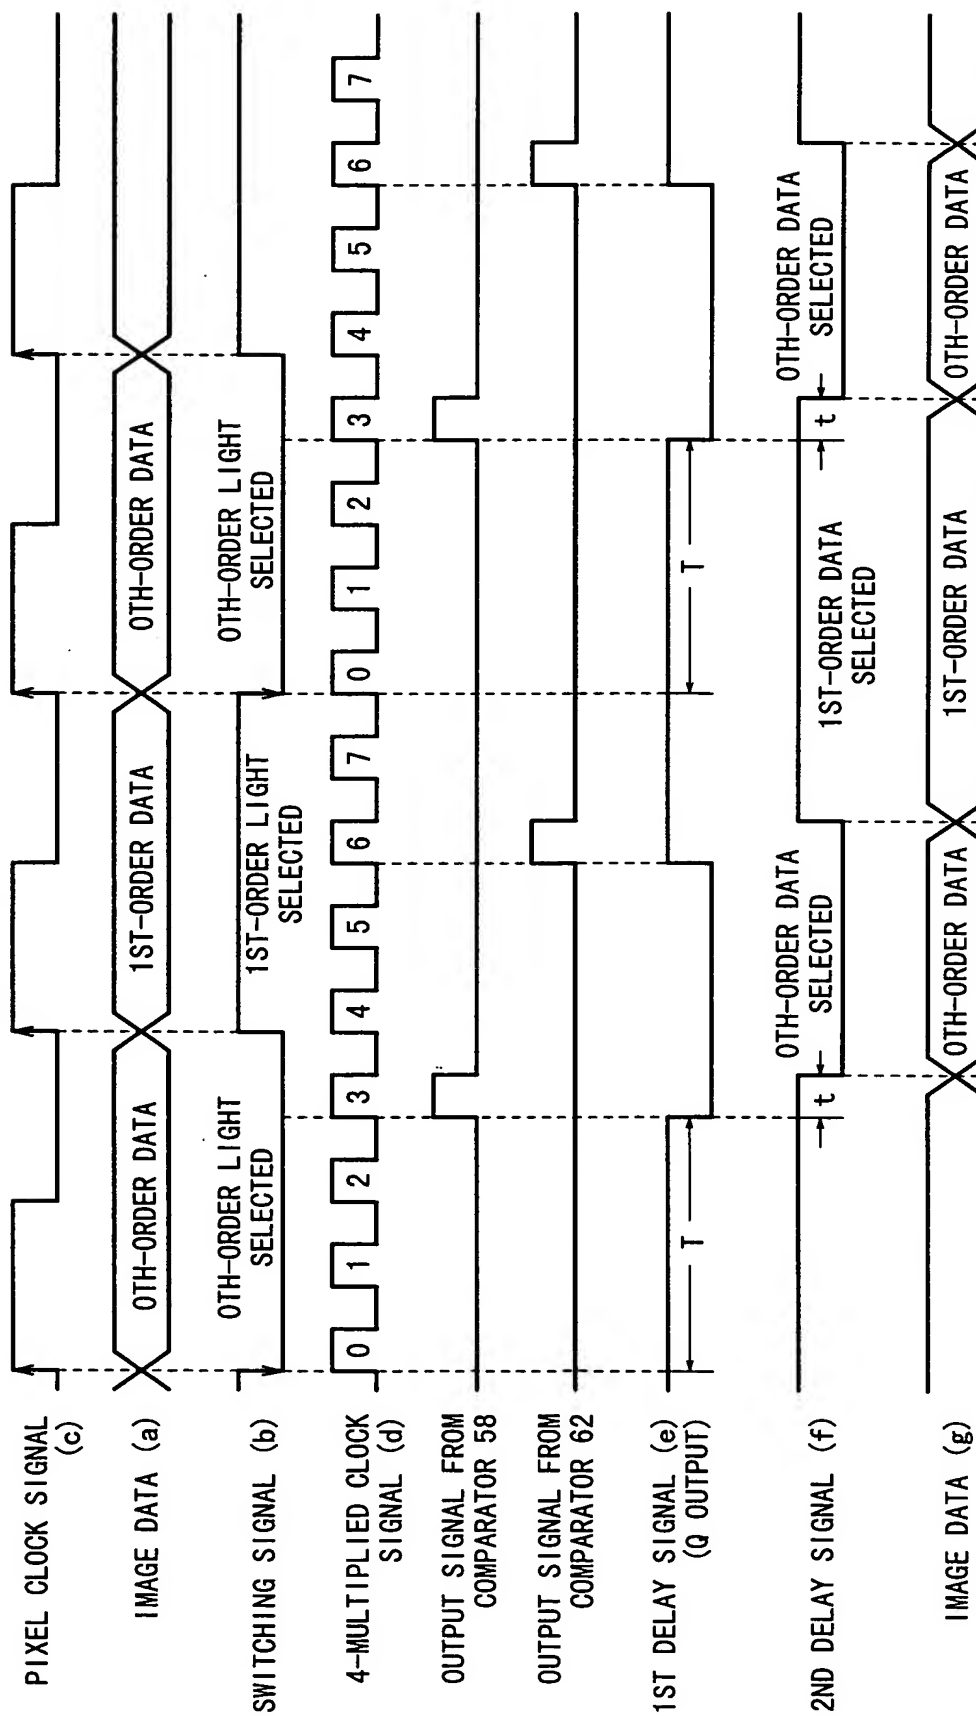 PIXEL CLOCK SIGNAL
(c)
IMAGE DATA (a)
0TH-ORDER DATA
1ST-ORDER DATA
0TH-ORDER DATA
SWITCHING SIGNAL (b)
0TH-ORDER LIGHT
SELECTED
1ST-ORDER LIGHT
SELECTED
0TH-ORDER LIGHT
SELECTED
4-MULTIPLIED CLOCK
SIGNAL (d)
0 1 2 3 4 5 6 7 0 1 2 3 4 5 6 7
OUTPUT SIGNAL FROM
COMPARATOR 58
OUTPUT SIGNAL FROM
COMPARATOR 62
1ST DELAY SIGNAL (e)
(Q OUTPUT)
T
T
2ND DELAY SIGNAL (f)
t
0TH-ORDER DATA
SELECTED
1ST-ORDER DATA
SELECTED
t
0TH-ORDER DATA
SELECTED
IMAGE DATA (g)
0TH-ORDER DATA
1ST-ORDER DATA
0TH-ORDER DATA